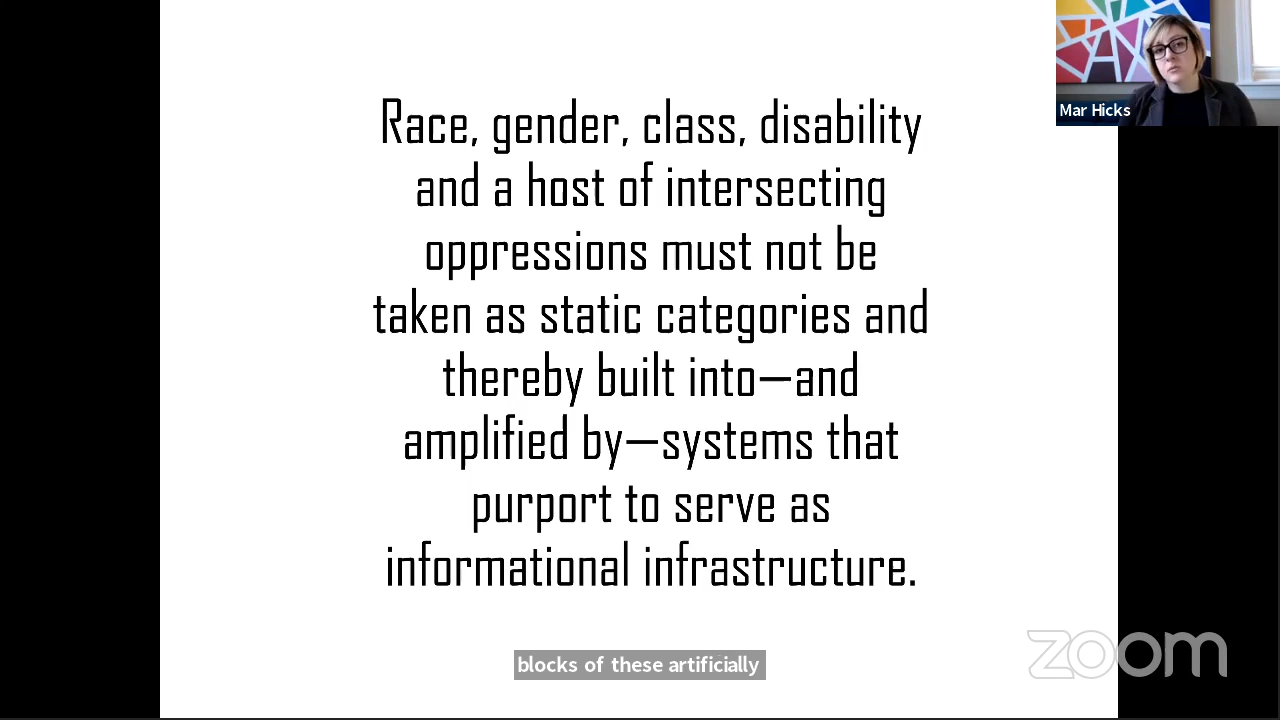 Race, gender, class, disability
and a host of intersecting
oppressions must not be
taken as static categories and
thereby built into—and
amplified by—systems that
purport to serve as
informational infrastructure.
Mar Hicks
blocks of these artificially
zoom